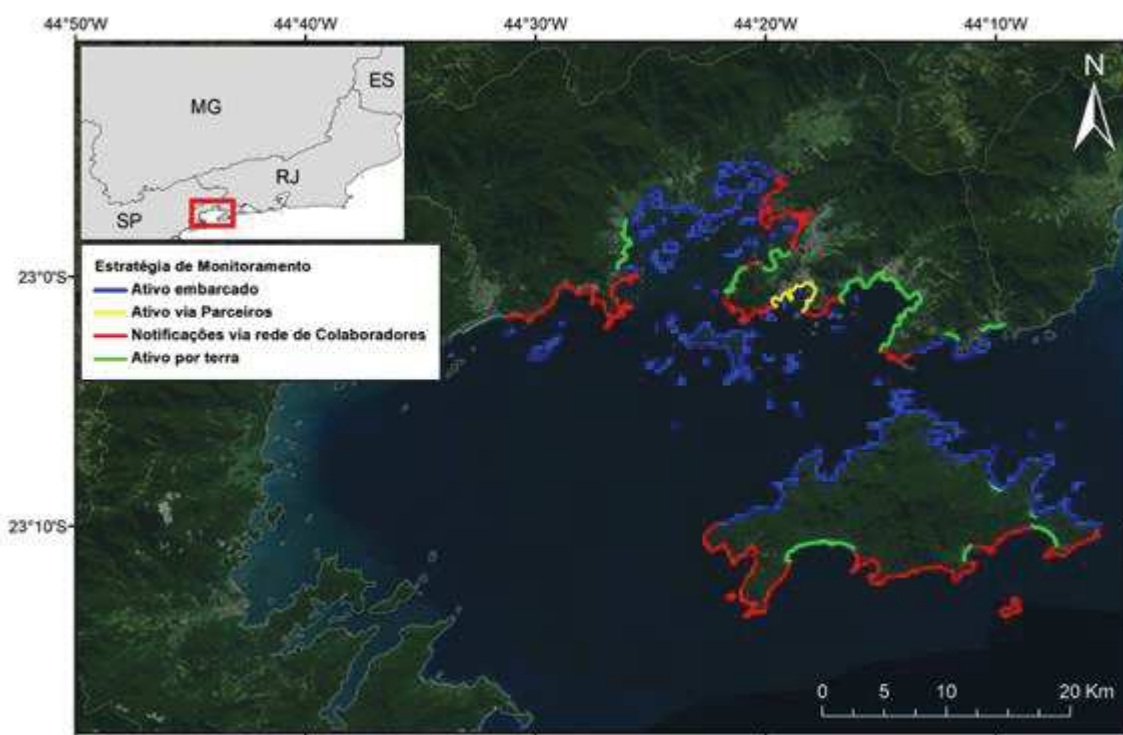 44°50'W 44°40'W 44°30'W 44°20'W 44°10'W
N
ES
MG
RJ
SP
Estratégia de Monitoramento
Ativo embarcado
Ativo via Parceiros
Notificações via rede de Colaboradores
Ativo por terra
23°0'S
23°10'S
0 5 10 20 Km